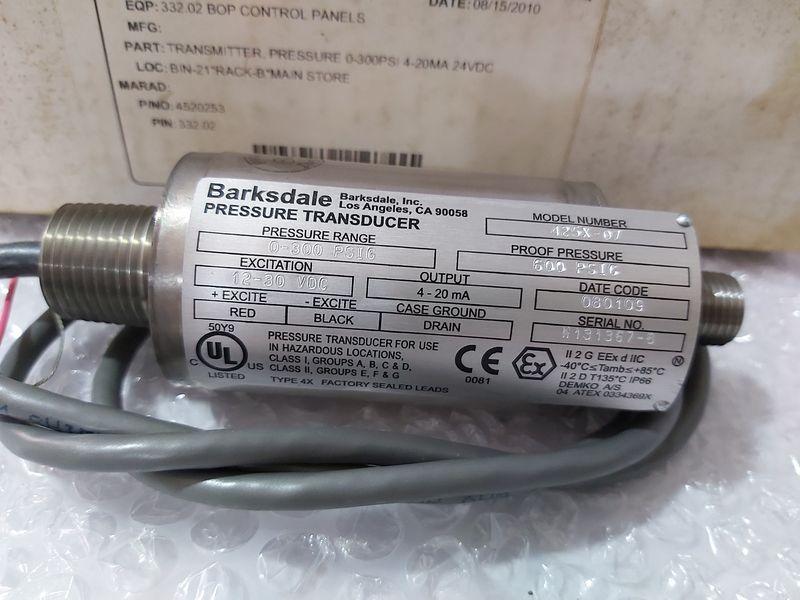 EQP: 332.02 BOP CONTROL PANELS
DATE: 08/15/2010
MFG:
PART: TRANSMITTER, PRESSURE 0-300PSI 4-20MA 24VDC
LOC: BIN-21"RACK-B"MAIN STORE
MARAD:
P/NO: 4520253
PIN: 332.02
Barksdale
Barksdale, Inc.
Los Angeles, CA 90058
PRESSURE TRANSDUCER
MODEL NUMBER
425X-07
PRESSURE RANGE
0-300 PSIG
PROOF PRESSURE
600 PSIG
EXCITATION
12-30 VDC
OUTPUT
4 - 20 mA
DATE CODE
080109
+ EXCITE
- EXCITE
CASE GROUND
RED
BLACK
DRAIN
SERIAL NO.
50Y9
C UL US
LISTED
PRESSURE TRANSDUCER FOR USE
IN HAZARDOUS LOCATIONS,
CLASS I, GROUPS A, B, C & D,
CLASS II, GROUPS E, F & G
TYPE 4X FACTORY SEALED LEADS
CE
0081
Ex
II 2 G EEx d IIC
-40°C≤Tamb≤+85°C
II 2 D T135°C IP66
DEMKO A/S
04 ATEX 0334369X
N